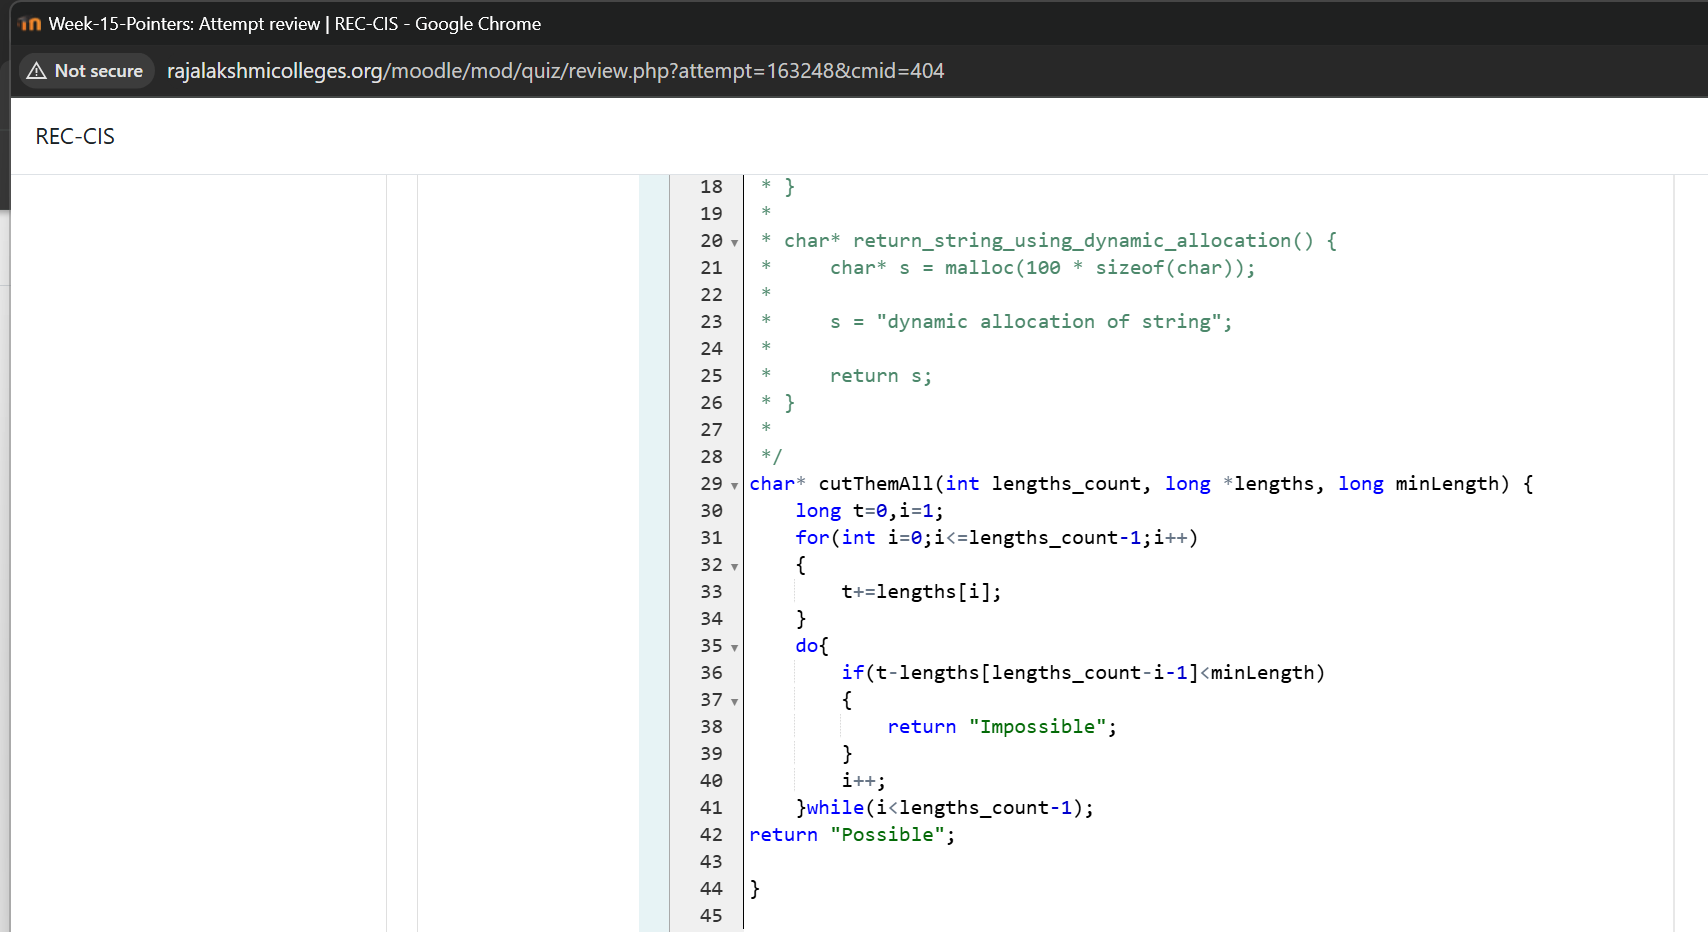 Week-15-Pointers: Attempt review | REC-CIS - Google Chrome
Not secure rajalakshmicolleges.org/moodle/mod/quiz/review.php?attempt=163248&cmid=404
REC-CIS
18 * }
19 *
20 * char* return_string_using_dynamic_allocation() {
21 *     char* s = malloc(100 * sizeof(char));
22 *
23 *     s = "dynamic allocation of string";
24 *
25 *     return s;
26 * }
27 *
28 */
29 char* cutThemAll(int lengths_count, long *lengths, long minLength) {
30     long t=0,i=1;
31     for(int i=0;i<=lengths_count-1;i++)
32     {
33         t+=lengths[i];
34     }
35     do{
36         if(t-lengths[lengths_count-i-1]<minLength)
37         {
38             return "Impossible";
39         }
40         i++;
41     }while(i<lengths_count-1);
42 return "Possible";
43
44 }
45